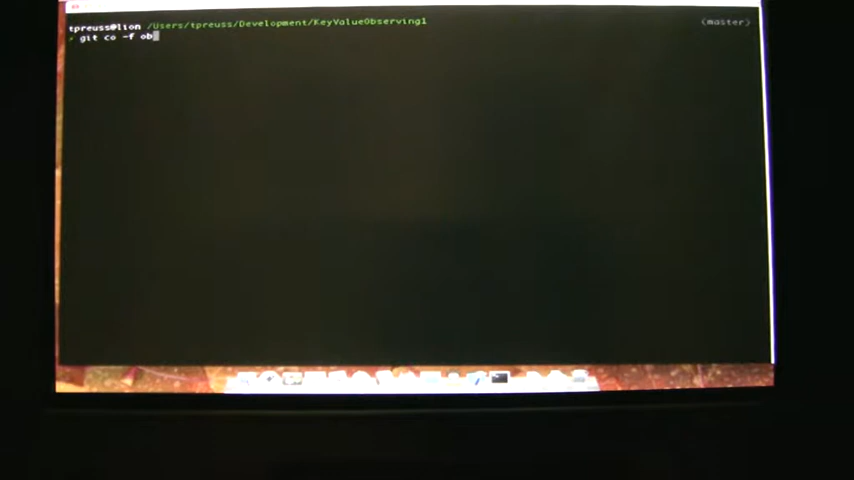 tpreuss@lion /Users/tpreuss/Development/KeyValueObserving1 (master)
git co -f ob